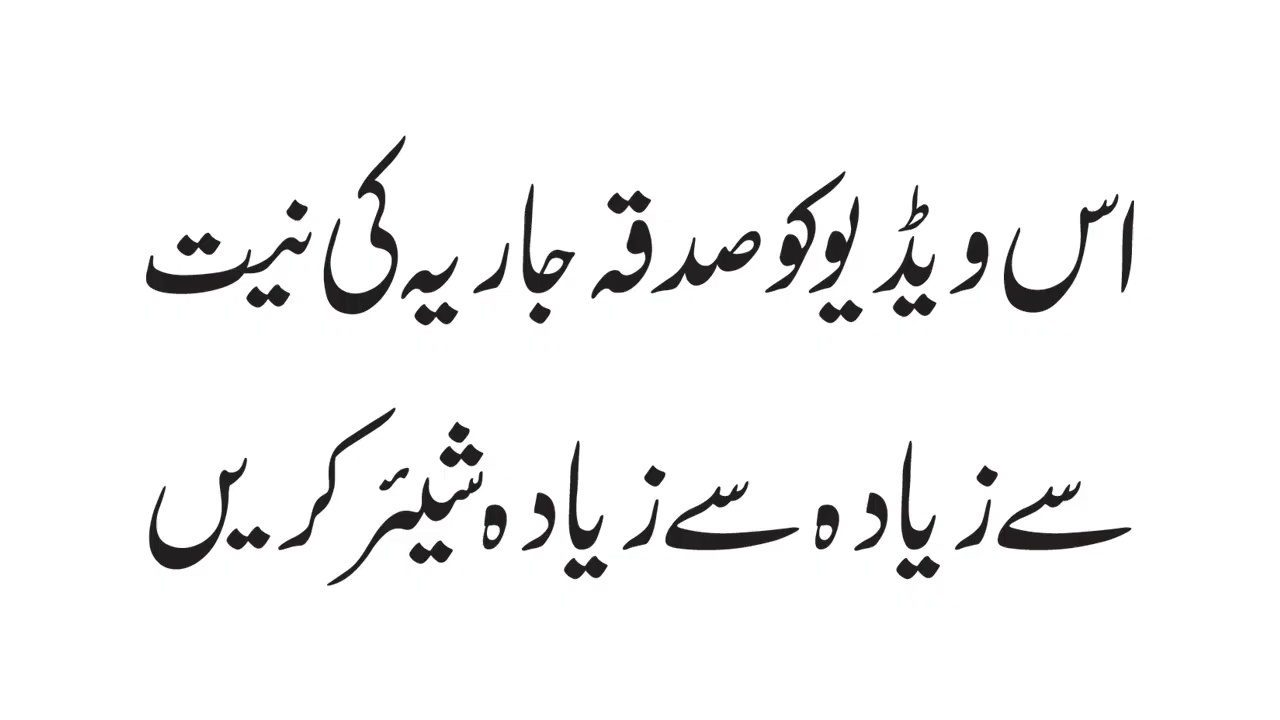 اس ویڈیو کو صدقہ جاریہ کی نیت
سے زیادہ سے زیادہ شیئر کریں